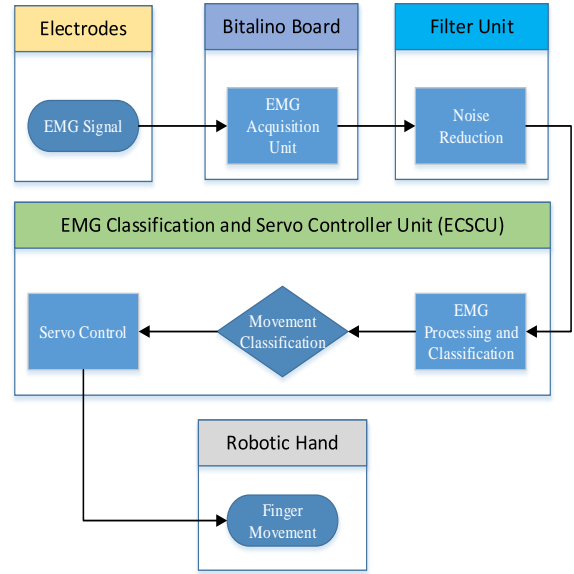 Electrodes
Bitalino Board
Filter Unit
EMG Signal
EMG
Acquisition
Unit
Noise
Reduction
EMG Classification and Servo Controller Unit (ECSCU)
Servo Control
Movement
Classification
EMG
Processing and
Classification
Robotic Hand
Finger
Movement